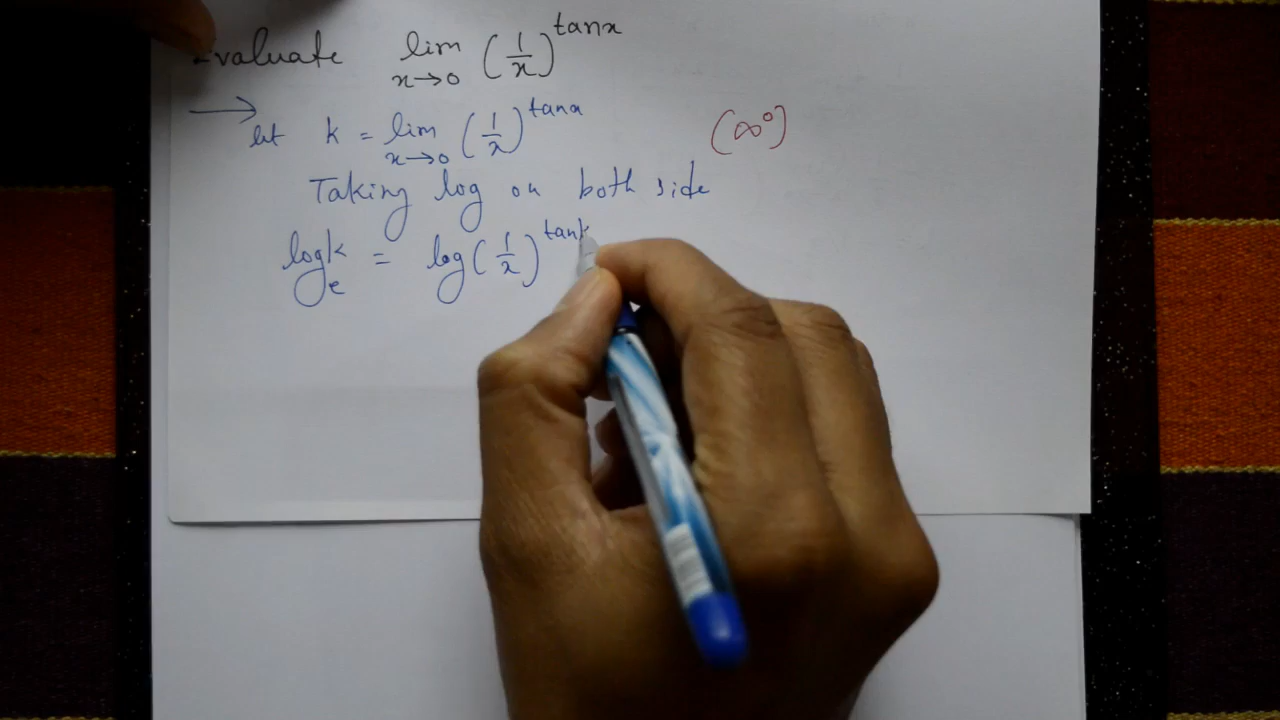 Evaluate lim x→0 (1/x)^tanx
→ let k = lim x→0 (1/x)^tanx (∞^0)
Taking log on both side
log_e k = log (1/x)^tan